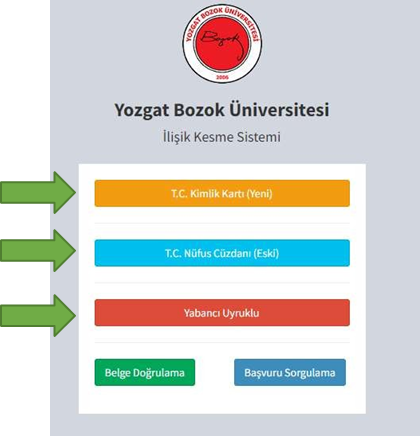 YOZGAT BOZOK ÜNİVERSİTESİ
Bozok
2006
Yozgat Bozok Üniversitesi
İlişik Kesme Sistemi
T.C. Kimlik Kartı (Yeni)
T.C. Nüfus Cüzdanı (Eski)
Yabancı Uyruklu
Belge Doğrulama Başvuru Sorgulama